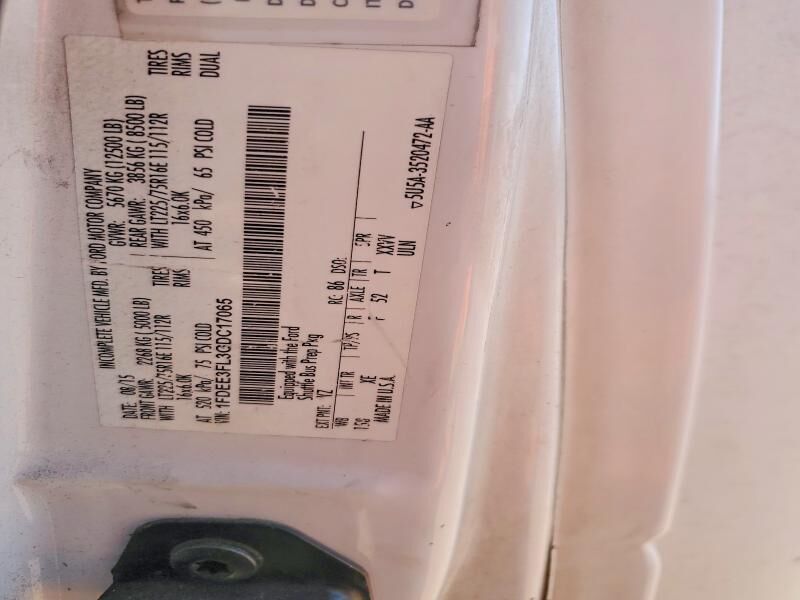 INCOMPLETE VEHICLE MFD. BY FORD MOTOR COMPANY
DATE: 08/15 GVWR: 5670 KG (12500 LB)
FRONT GAWR: 2268 KG (5000 LB) REAR GAWR: 3856 KG (8500 LB)
WITH LT225/75R16E 115/112R TIRES WITH LT225/75R16E 115/112R TIRES
16x6.0K RIMS 16x6.0K RIMS
AT 520 kPa/ 75 PSI COLD AT 450 kPa/ 65 PSI COLD DUAL
VIN: 1FDEE3FL3GDC17065
Equipped with the Ford
Shuttle Bus Prep Pkg
EXT PNT: YZ RC: 86 DSO:
WB INT TR TP/PS R AXLE TR SPR
158 XE F 52 T XXVV
MADE IN U.S.A. ULN
5U5A-3520472-AA